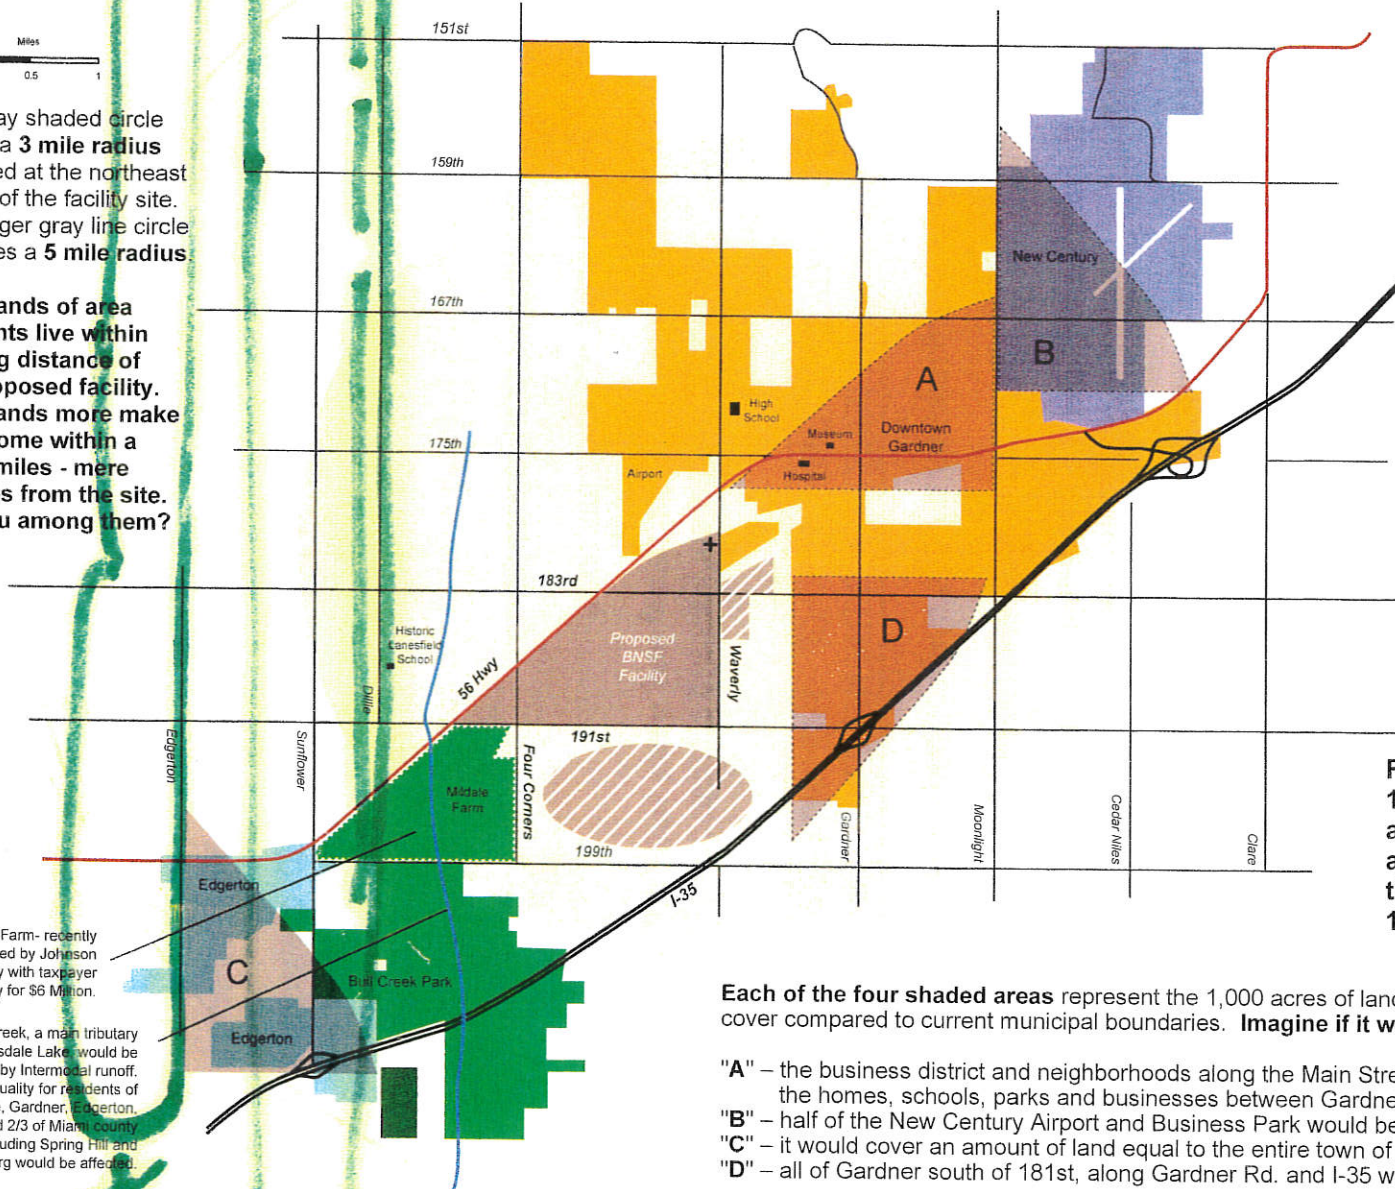 Miles
0.5 1
ay shaded circle
a 3 mile radius
ed at the northeast
of the facility site.
ger gray line circle
es a 5 mile radius
ands of area
nts live within
g distance of
pposed facility.
ands more make
ome within a
miles - mere
s from the site.
u among them?
151st
159th
167th
175th
183rd
191st
199th
New Century
A
B
High
School
Museum
Downtown
Gardner
Hospital
Airport
Historic
Lanesfield
School
56 Hwy
Proposed
BNSF
Facility
Waverly
D
Dillie
Edgerton
Sunflower
Four Corners
Mildale
Farm
Gardner
Moonlight
Cedar Niles
Clare
I-35
Edgerton
C
Bull Creek Park
Edgerton
Farm- recently
ed by Johnson
y with taxpayer
y for $6 Million.
reek, a main tributary
sdale Lake, would be
by Intermodal runoff.
uality for residents of
, Gardner, Edgerton,
d 2/3 of Miami county
uding Spring Hill and
rg would be affected.
Each of the four shaded areas represent the 1,000 acres of land
cover compared to current municipal boundaries. Imagine if it w
"A" – the business district and neighborhoods along the Main Stre
the homes, schools, parks and businesses between Gardne
"B" – half of the New Century Airport and Business Park would be
"C" – it would cover an amount of land equal to the entire town of
"D" – all of Gardner south of 181st, along Gardner Rd. and I-35 w